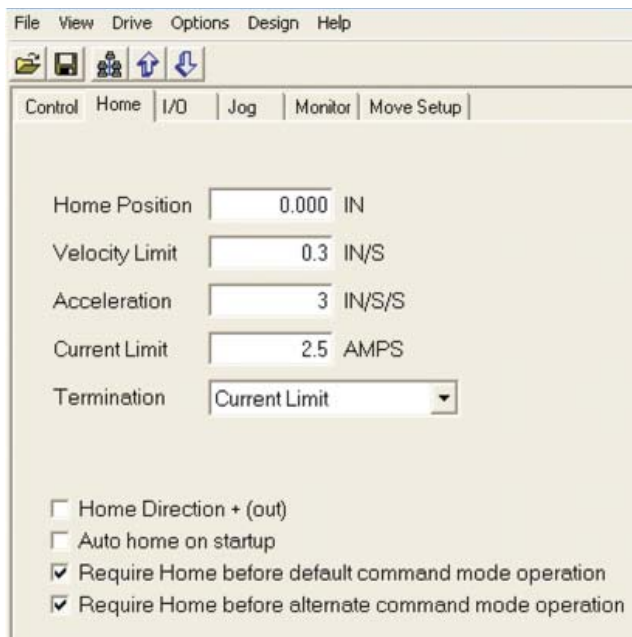 File View Drive Options Design Help
Control Home I/O Jog Monitor Move Setup
Home Position 0.000 IN
Velocity Limit 0.3 IN/S
Acceleration 3 IN/S/S
Current Limit 2.5 AMPS
Termination Current Limit
Home Direction + (out)
Auto home on startup
Require Home before default command mode operation
Require Home before alternate command mode operation